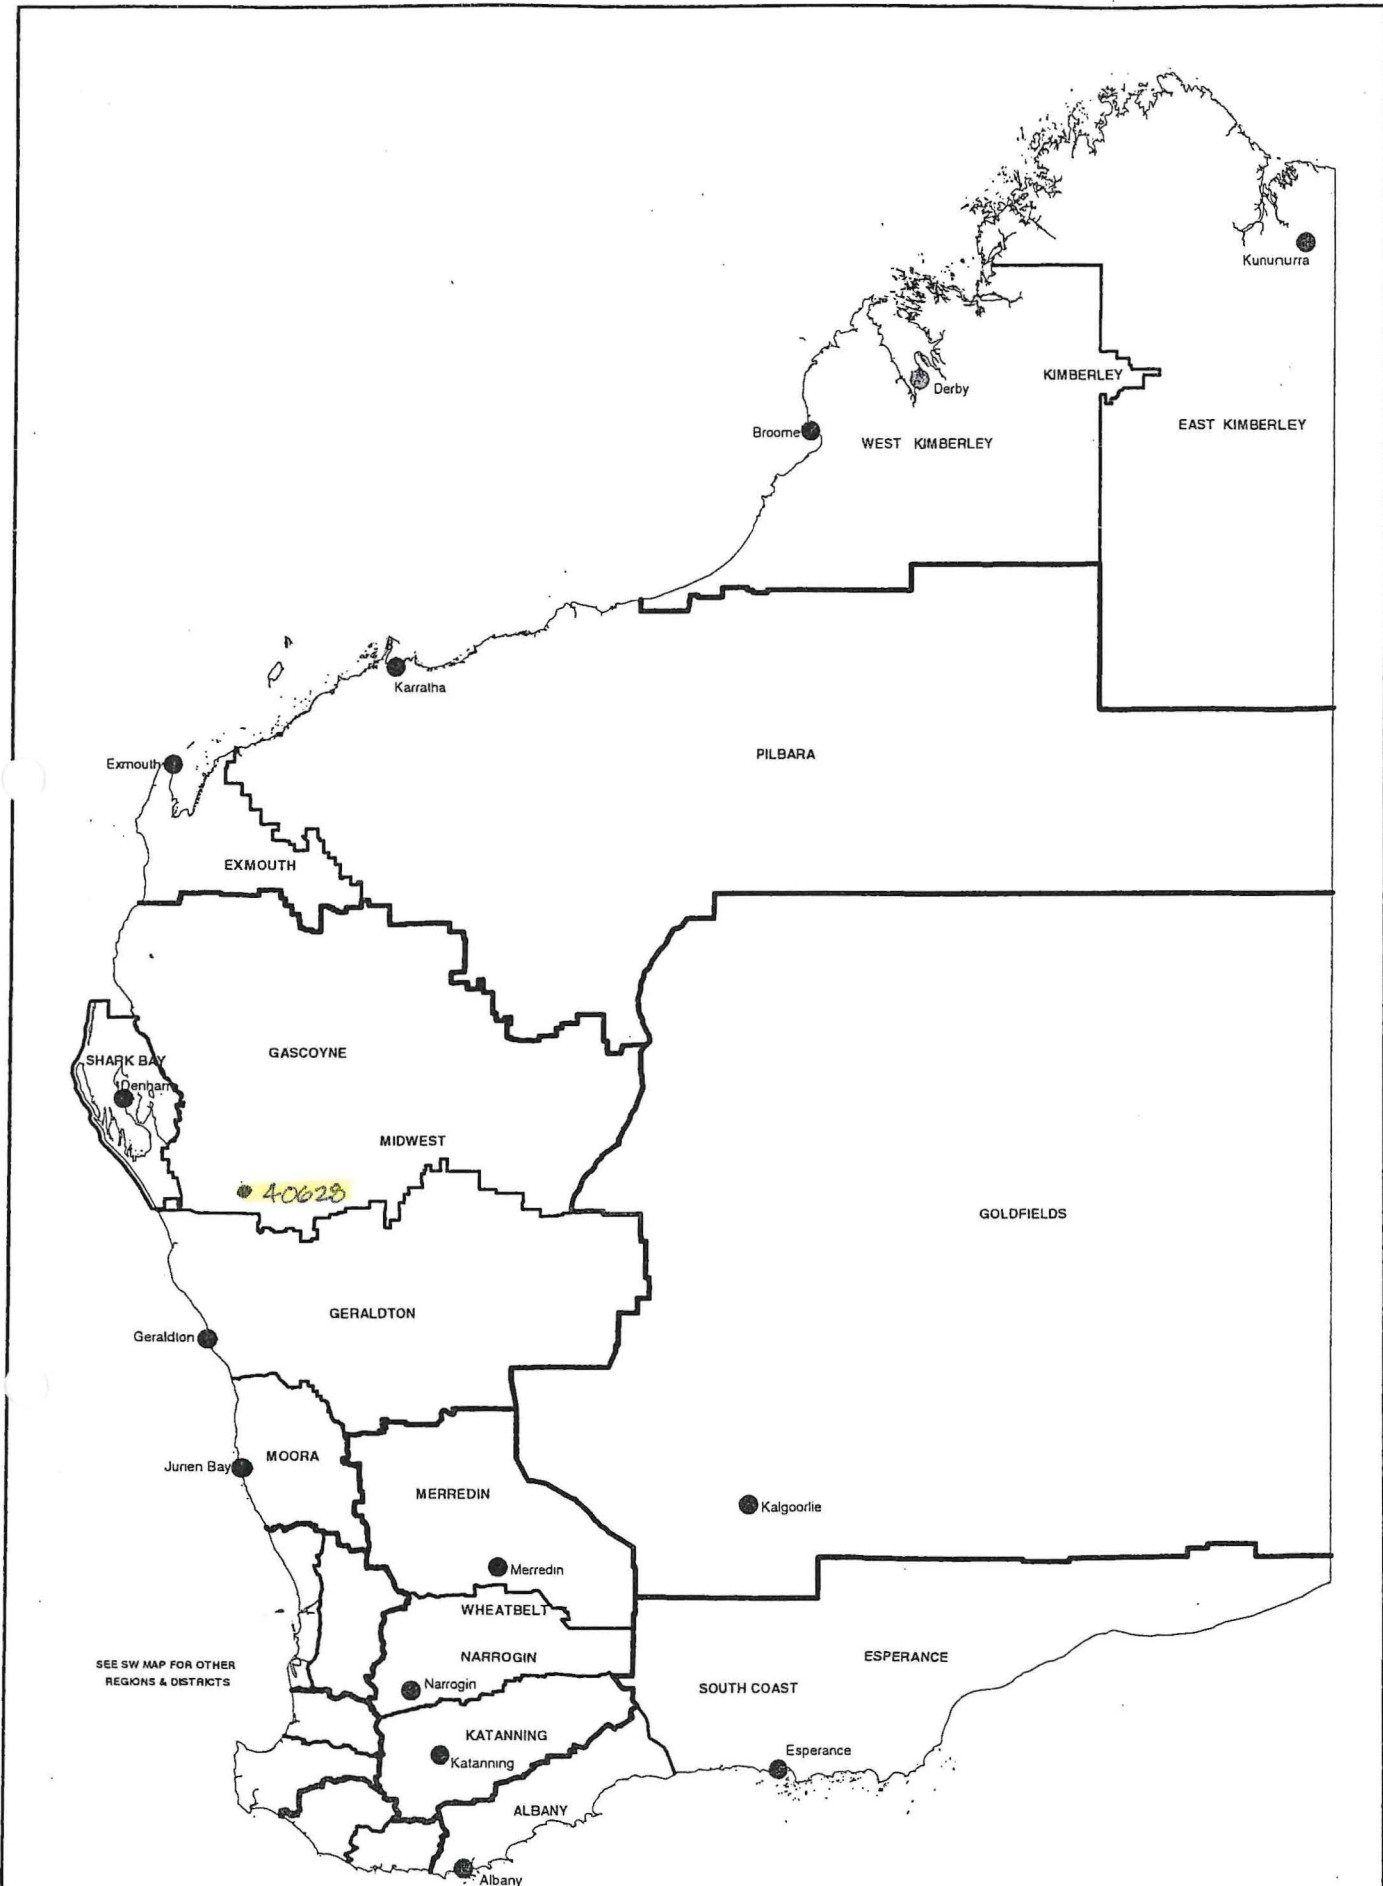 Kununurra
KIMBERLEY
Derby
EAST KIMBERLEY
Broome
WEST KIMBERLEY
Karratha
PILBARA
Exmouth
EXMOUTH
GASCOYNE
SHARK BAY
Denham
MIDWEST
40628
GOLDFIELDS
GERALDTON
Geraldton
MOORA
Jurien Bay
MERREDIN
Kalgoorlie
Merredin
WHEATBELT
NARROGIN
ESPERANCE
SEE SW MAP FOR OTHER
REGIONS & DISTRICTS
Narrogin
SOUTH COAST
KATANNING
Katanning
Esperance
ALBANY
Albany